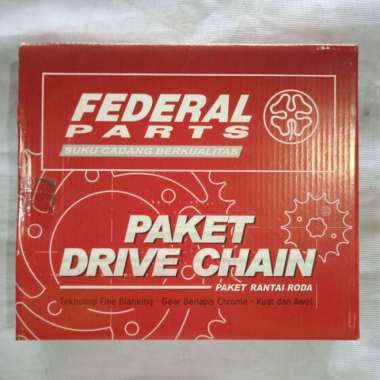 FEDERAL
PARTS
SUKU CADANG BERKUALITAS
PAKET
DRIVE CHAIN
PAKET RANTAI RODA
Teknologi Fine Blanking - Gear Berlapis Chrome - Kuat dan Awet